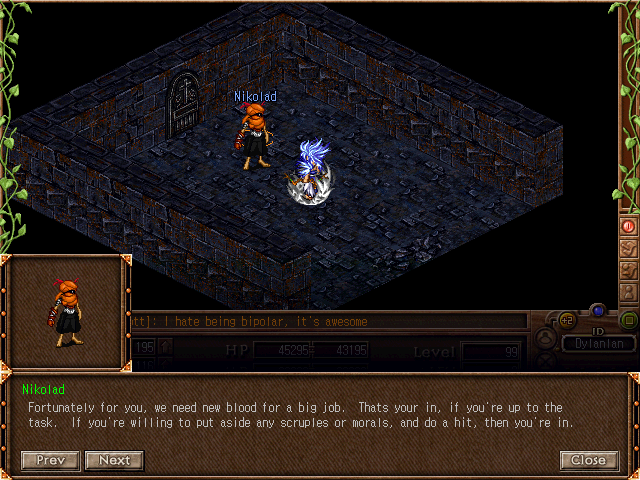 Nikolad
tt]: I hate being bipolar, it's awesome
+2
ID
195
HP
45295
43195
Level
99
Dylanian
Nikolad
Fortunately for you, we need new blood for a big job.  Thats your in, if you're up to the
task.  If you're willing to put aside any scruples or morals, and do a hit, then you're in.
Prev
Next
Close